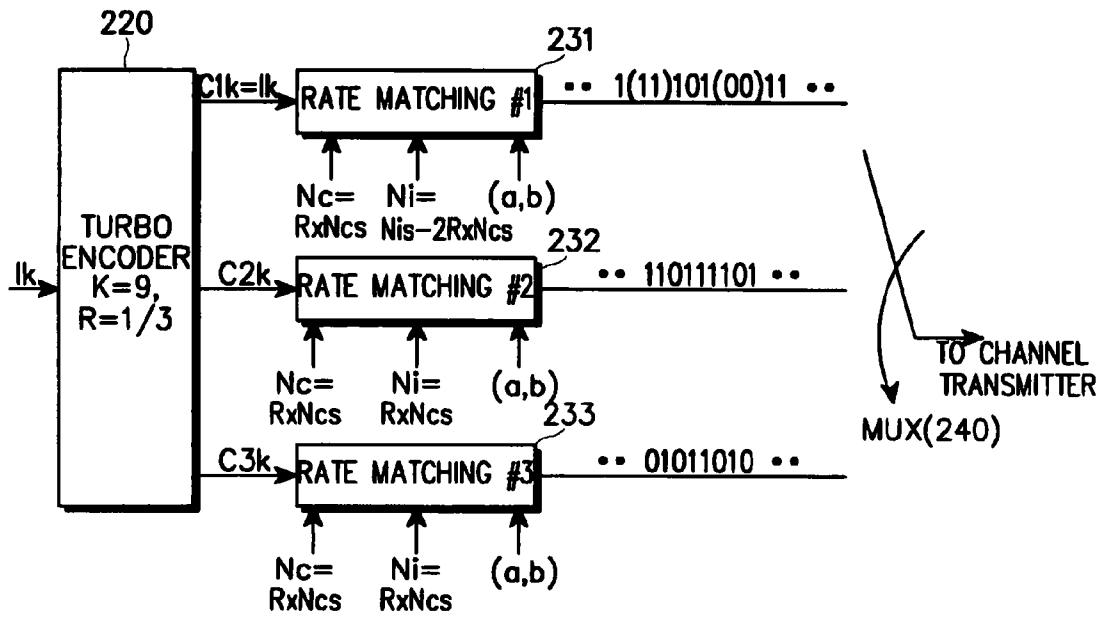 220
231
C1k=Ik
RATE MATCHING #1
•• 1(11)101(00)11 ••
Nc=
RxNcs
Ni=
Nis-2RxNcs
(a,b)
232
TURBO
ENCODER
K=9,
R=1/3
Ik
C2k
RATE MATCHING #2
•• 110111101 ••
Nc=
RxNcs
Ni=
RxNcs
(a,b)
TO CHANNEL
TRANSMITTER
MUX(240)
233
C3k
RATE MATCHING #3
•• 01011010 ••
Nc=
RxNcs
Ni=
RxNcs
(a,b)